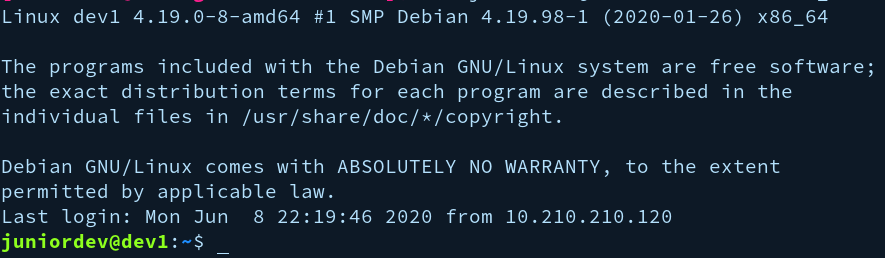 Linux dev1 4.19.0-8-amd64 #1 SMP Debian 4.19.98-1 (2020-01-26) x86_64
The programs included with the Debian GNU/Linux system are free software;
the exact distribution terms for each program are described in the
individual files in /usr/share/doc/*/copyright.
Debian GNU/Linux comes with ABSOLUTELY NO WARRANTY, to the extent
permitted by applicable law.
Last login: Mon Jun  8 22:19:46 2020 from 10.210.210.120
juniordev@dev1:~$ _